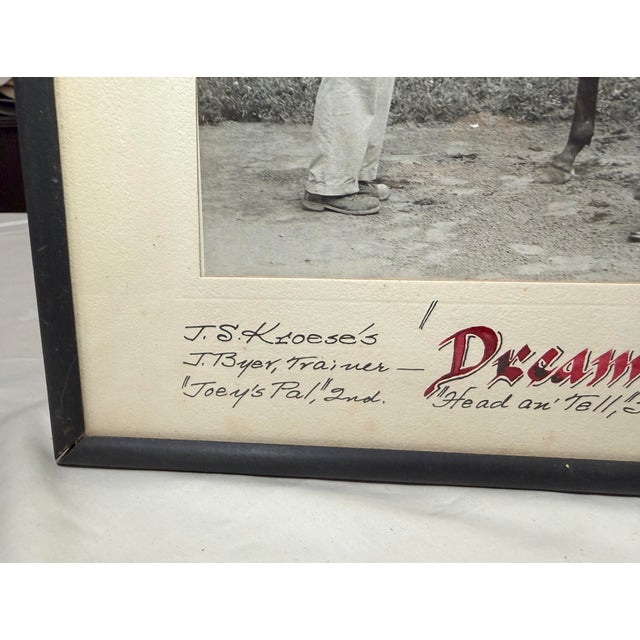 J. S. Kroese's "Dream
J. Byer, Trainer —
"Joey's Pal," 2nd. "Head an' Tell,"